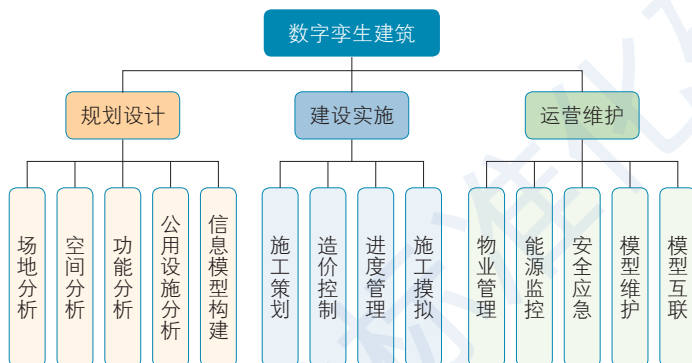 数字孪生建筑
规划设计
建设实施
运营维护
场地分析
空间分析
功能分析
公用设施分析
信息模型构建
施工策划
造价控制
进度管理
施工摸拟
物业管理
能源监控
安全应急
模型维护
模型互联
标准化